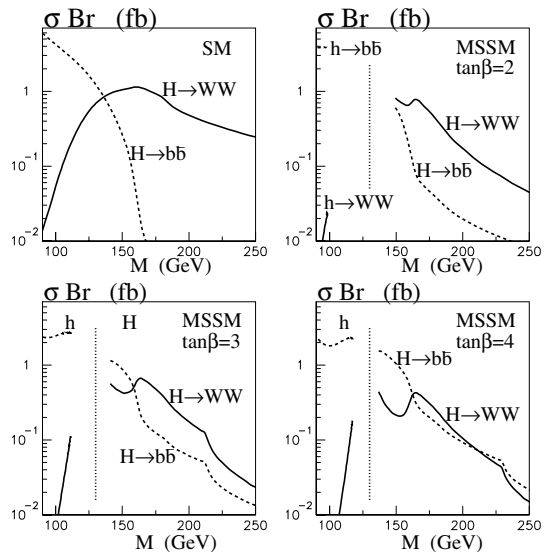 σ Br (fb)
SM
H→WW
H→bb̄
1
10⁻¹
10⁻²
100 150 200 250
M (GeV)
σ Br (fb)
h→bb̄
MSSM
tanβ=2
H→WW
H→bb̄
h→WW
1
10⁻¹
10⁻²
100 150 200 250
M (GeV)
σ Br (fb)
h
H
MSSM
tanβ=3
H→WW
H→bb̄
1
10⁻¹
10⁻²
100 150 200 250
M (GeV)
σ Br (fb)
h
MSSM
tanβ=4
H→bb̄
H→WW
1
10⁻¹
10⁻²
100 150 200 250
M (GeV)